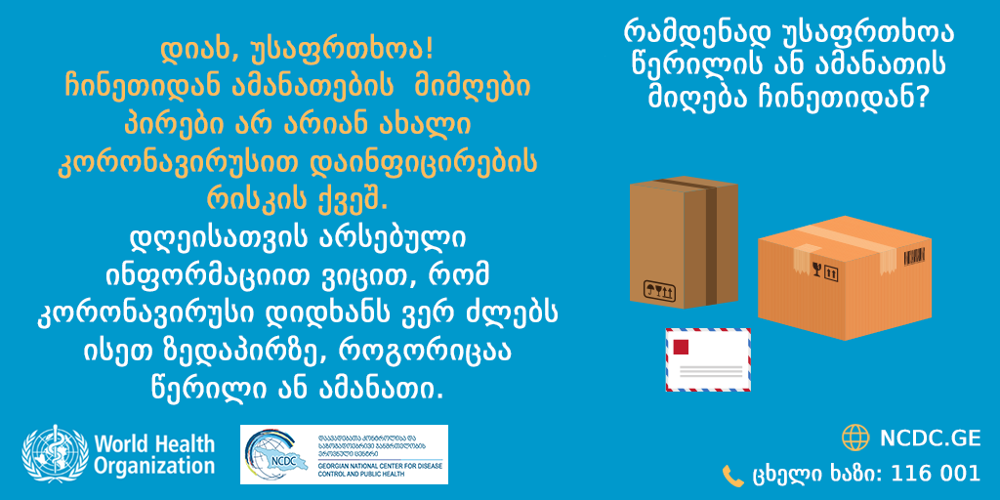 რამდენად უსაფრთხოა
წერილის ან ამანათის
მიღება ჩინეთიდან?
დიახ, უსაფრთხოა!
ჩინეთიდან ამანათების მიმღები
პირები არ არიან ახალი
კორონავირუსით დაინფიცირების
რისკის ქვეშ.
დღეისათვის არსებული
ინფორმაციით ვიცით, რომ
კორონავირუსი დიდხანს ვერ ძლებს
ისეთ ზედაპირზე, როგორიცაა
წერილი ან ამანათი.
World Health
Organization
NCDC
დაავადებათა კონტროლისა და
საზოგადოებრივი ჯანმრთელობის
ეროვნული ცენტრი
GEORGIAN NATIONAL CENTER FOR DISEASE
CONTROL AND PUBLIC HEALTH
NCDC.GE
ცხელი ხაზი: 116 001